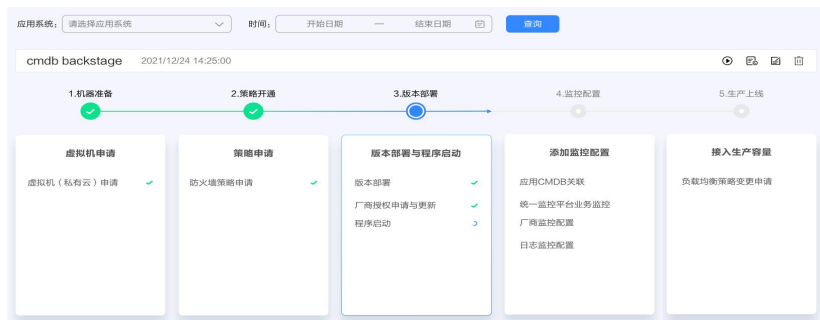 应用系统： 请选择应用系统 时间： 开始日期 — 结束日期 查询
cmdb backstage 2021/12/24 14:25:00
1.机器准备 2.策略开通 3.版本部署 4.监控配置 5.生产上线
虚拟机申请
虚拟机（私有云）申请
策略申请
防火墙策略申请
版本部署与程序启动
版本部署
厂商授权申请与更新
程序启动
添加监控配置
应用CMDB关联
统一监控平台业务监控
厂商监控配置
日志监控配置
接入生产容量
负载均衡策略变更申请